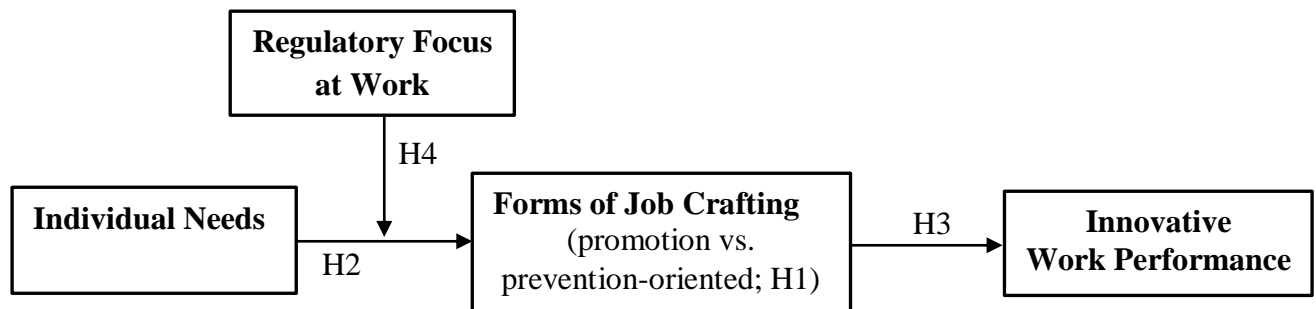 Regulatory Focus
at Work
H4
Individual Needs
H2
Forms of Job Crafting
(promotion vs.
prevention-oriented; H1)
H3
Innovative
Work Performance